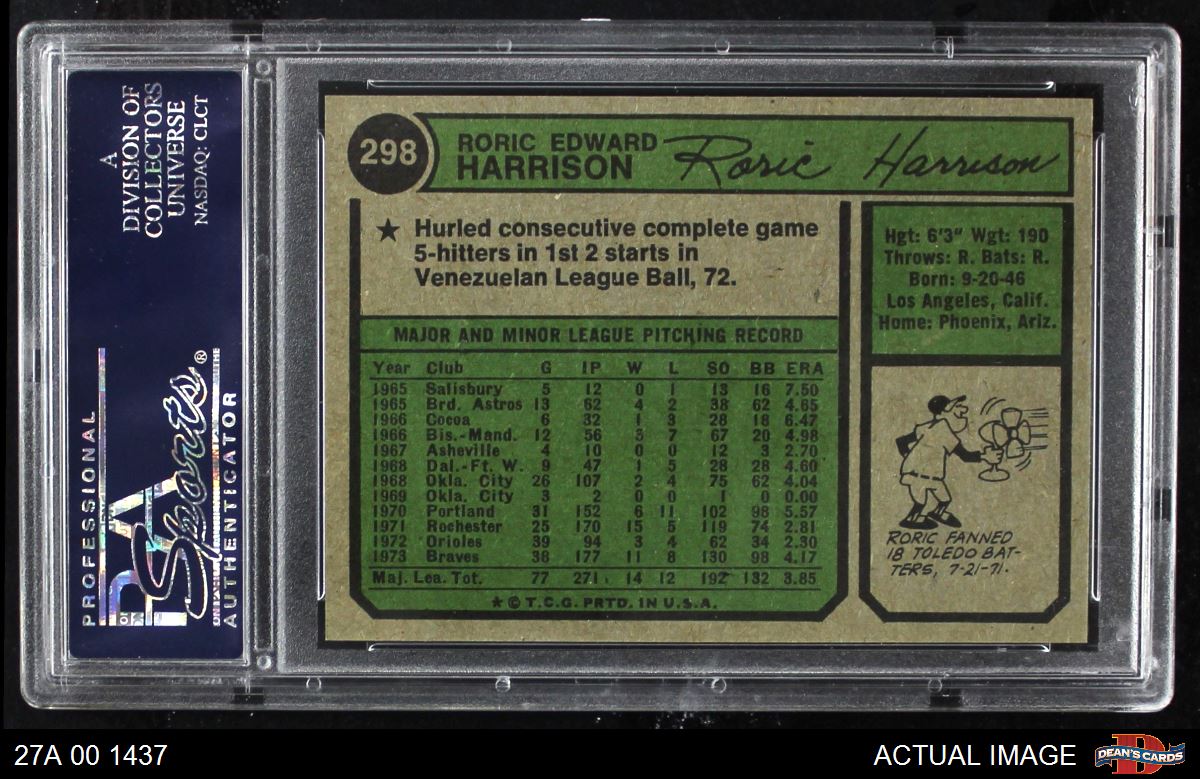 A
DIVISION OF
COLLECTORS
UNIVERSE
NASDAQ: CLCT
PROFESSIONAL
PSA
OF
THE
Sports®
AUTHENTICATOR
298
RORIC EDWARD
HARRISON
Roric Harrison
★ Hurled consecutive complete game
5-hitters in 1st 2 starts in
Venezuelan League Ball, 72.
MAJOR AND MINOR LEAGUE PITCHING RECORD
Year Club G IP W L SO BB ERA
1965 Salisbury 5 12 0 1 13 16 7.50
1965 Brd. Astros 13 62 4 2 38 62 4.65
1966 Cocoa 6 32 1 3 28 18 6.47
1966 Bis.-Mand. 12 56 3 7 67 20 4.98
1967 Asheville 4 10 0 0 12 3 2.70
1968 Dal.-Ft. W. 9 47 1 5 28 28 4.60
1968 Okla. City 26 107 2 4 75 62 4.04
1969 Okla. City 3 2 0 0 1 0 0.00
1970 Portland 31 152 6 11 102 98 5.57
1971 Rochester 25 170 15 5 119 74 2.81
1972 Orioles 39 94 3 4 62 34 2.30
1973 Braves 38 177 11 8 130 98 4.17
Maj. Lea. Tot. 77 271 14 12 192 132 3.85
★ © T.C.G. PRTD. IN U.S.A.
Hgt: 6'3" Wgt: 190
Throws: R. Bats: R.
Born: 9-20-46
Los Angeles, Calif.
Home: Phoenix, Ariz.
RORIC FANNED
18 TOLEDO BAT-
TERS, 7-21-71.
27A 00 1437
ACTUAL IMAGE
D
DEAN'S CARDS